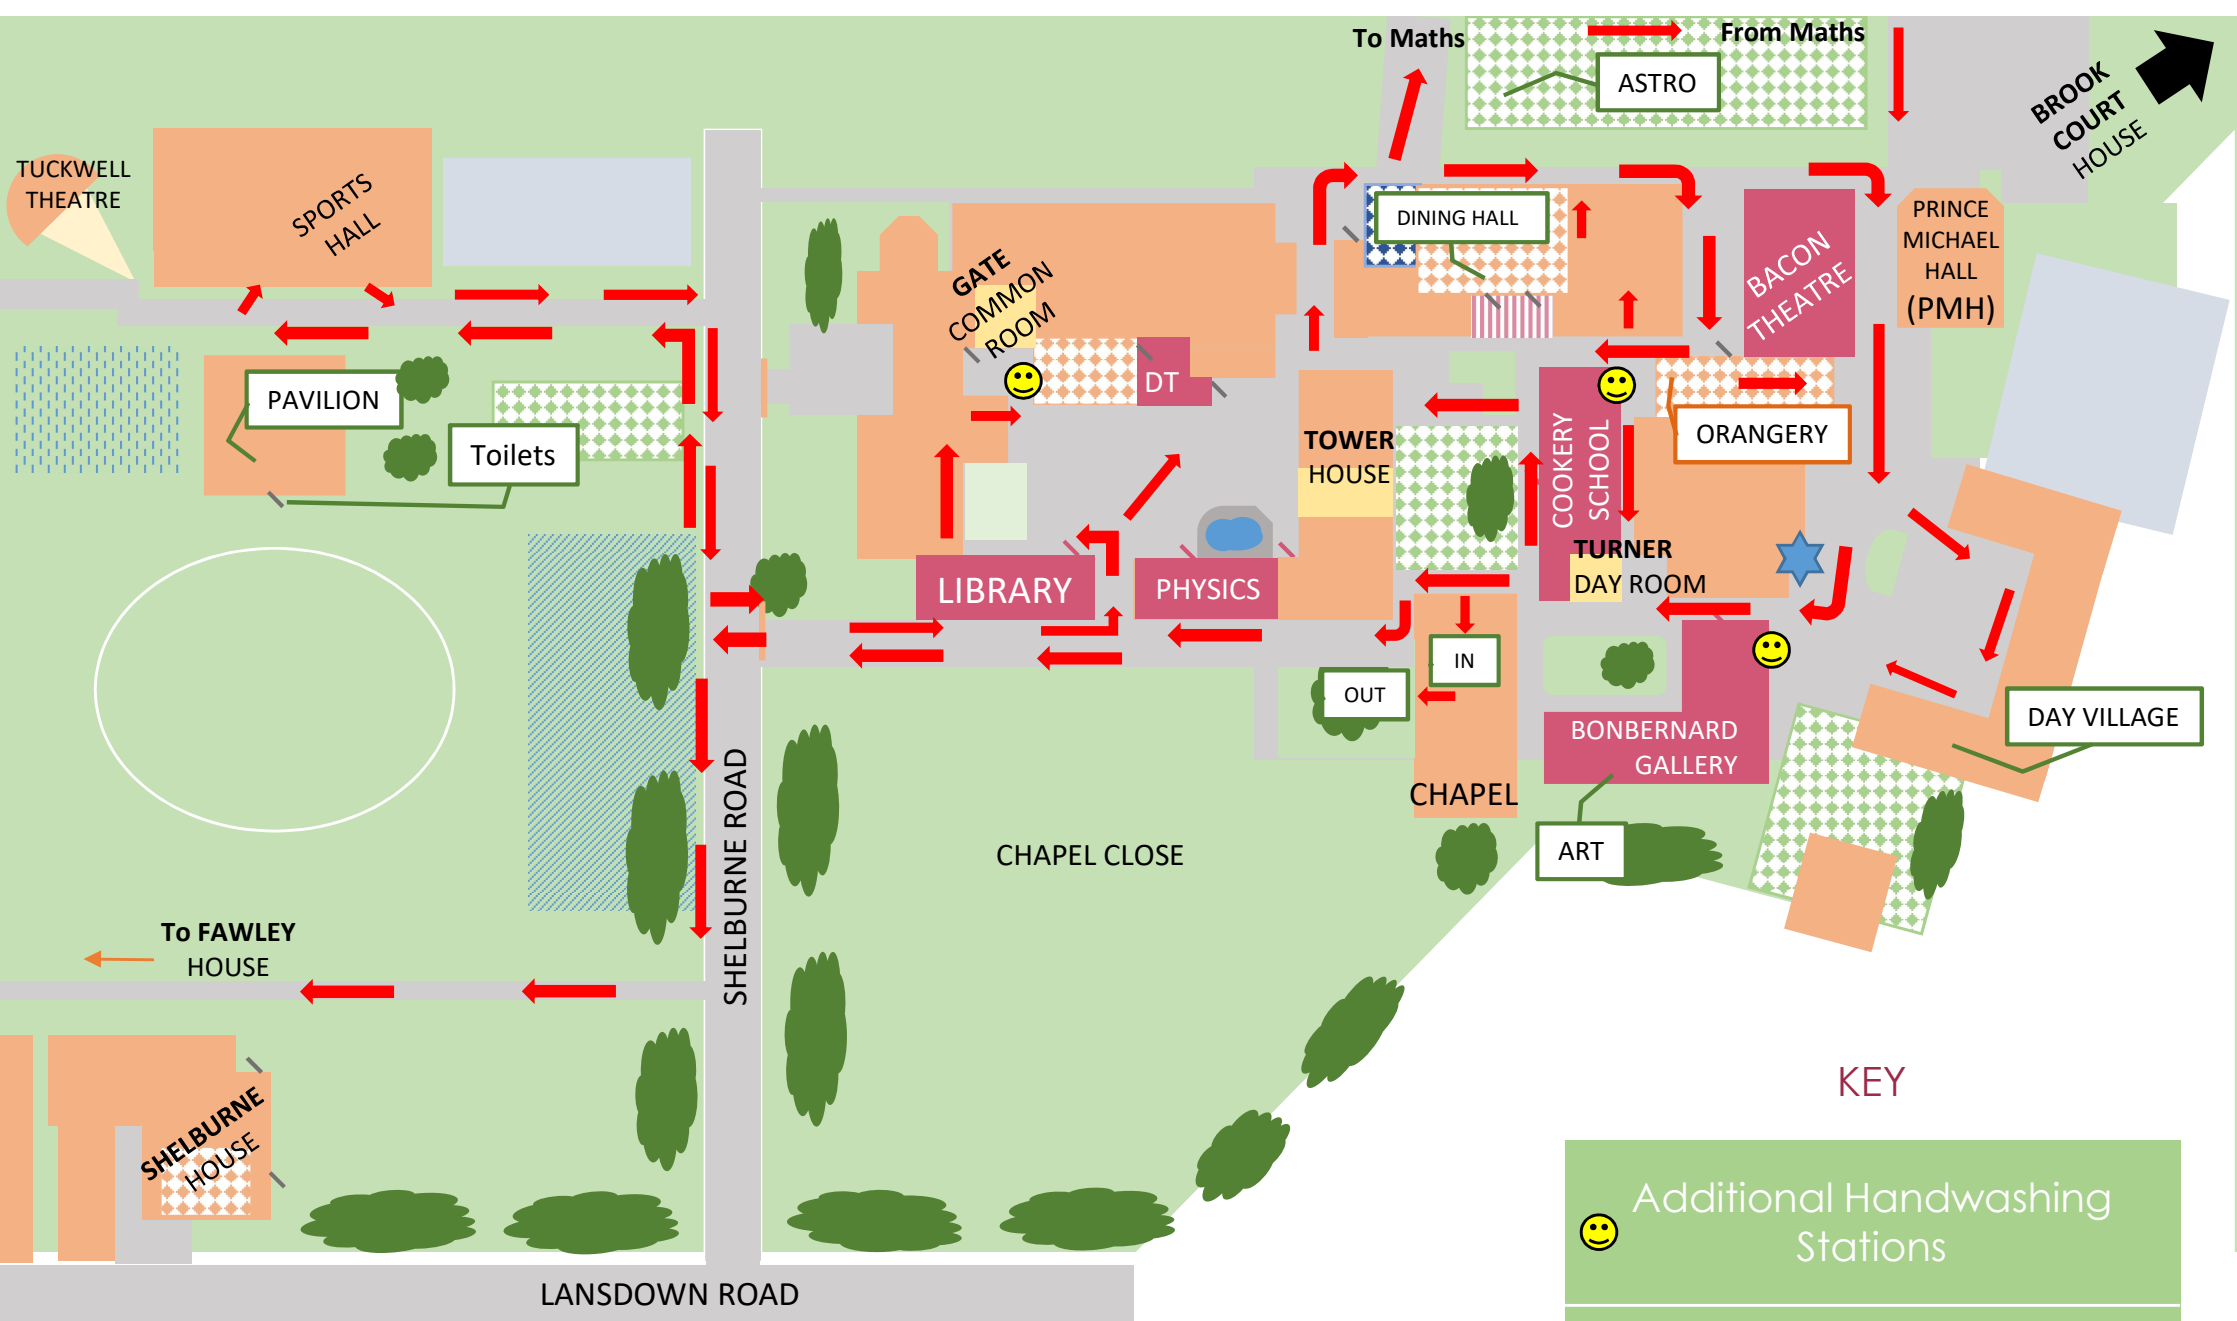 To Maths
From Maths
ASTRO
BROOK
COURT
HOUSE
TUCKWELL
THEATRE
SPORTS
HALL
DINING HALL
PRINCE
MICHAEL
HALL
(PMH)
BACON
THEATRE
GATE
COMMON
ROOM
DT
PAVILION
Toilets
TOWER
HOUSE
COOKERY
SCHOOL
ORANGERY
TURNER
DAY ROOM
LIBRARY
PHYSICS
IN
OUT
DAY VILLAGE
BONBERNARD
GALLERY
CHAPEL
ART
CHAPEL CLOSE
SHELBURNE ROAD
To FAWLEY
HOUSE
SHELBURNE
HOUSE
KEY
Additional Handwashing
Stations
LANSDOWN ROAD